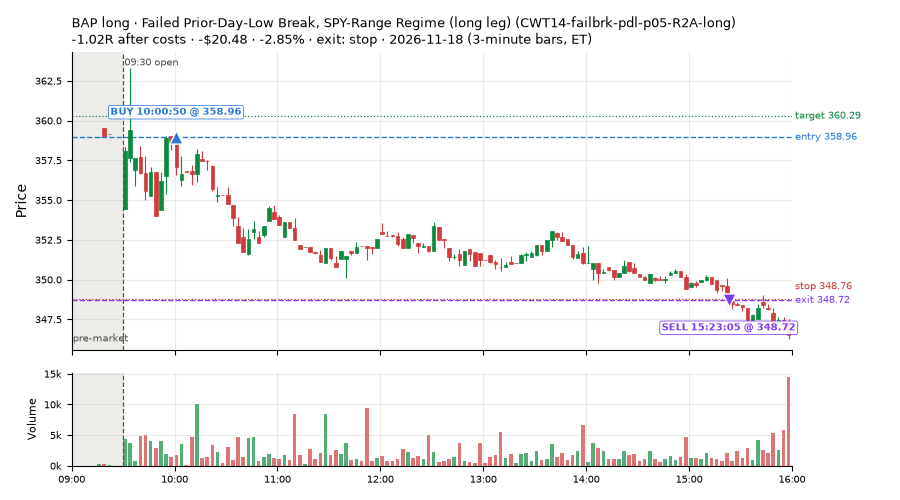 BAP long · Failed Prior-Day-Low Break, SPY-Range Regime (long leg) (CWT14-failbrk-pdl-p05-R2A-long)
-1.02R after costs · -$20.48 · -2.85% · exit: stop · 2026-11-18 (3-minute bars, ET)
09:30 open
362.5
BUY 10:00:50 @ 358.96
target 360.29
360.0
entry 358.96
357.5
Price
355.0
352.5
350.0
stop 348.76
exit 348.72
347.5
SELL 15:23:05 @ 348.72
pre-market
15k
10k
Volume
5k
0k
09:00
10:00
11:00
12:00
13:00
14:00
15:00
16:00